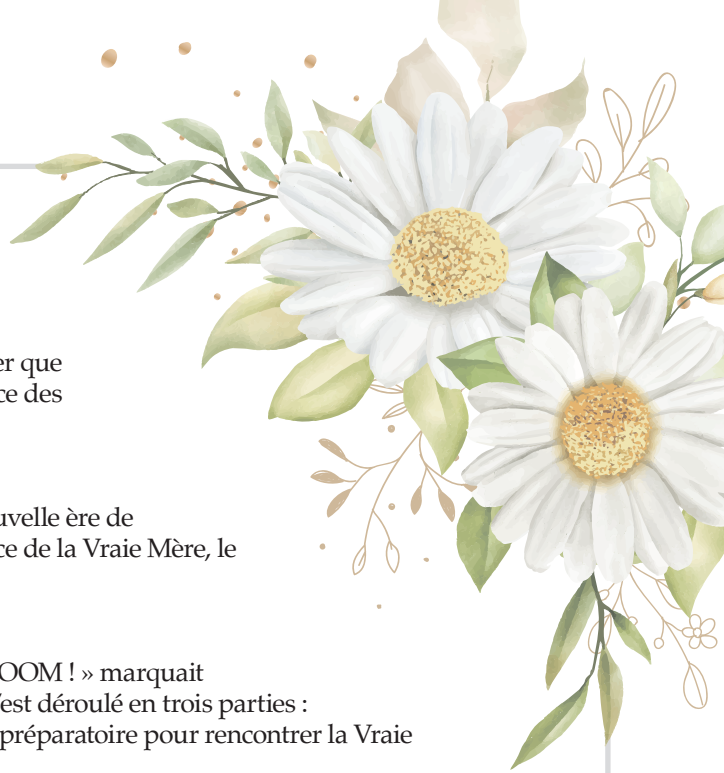 er que
ce des
uvelle ère de
ce de la Vraie Mère, le
OOM ! » marquait
'est déroulé en trois parties :
préparatoire pour rencontrer la Vraie